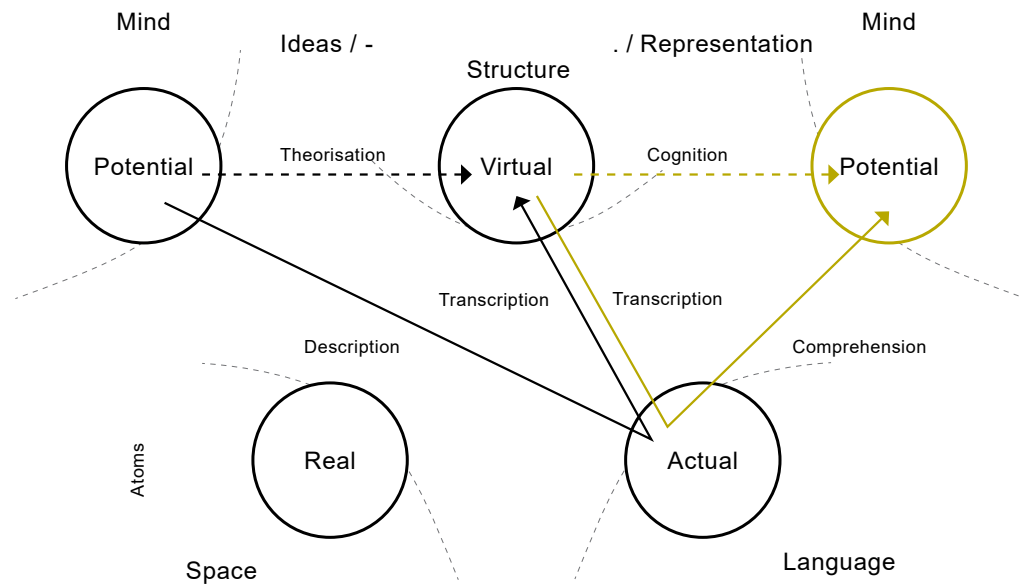 Mind
Mind
Ideas / -
. / Representation
Structure
Potential
Theorisation
Virtual
Cognition
Potential
Transcription
Transcription
Description
Comprehension
Atoms
Real
Actual
Space
Language